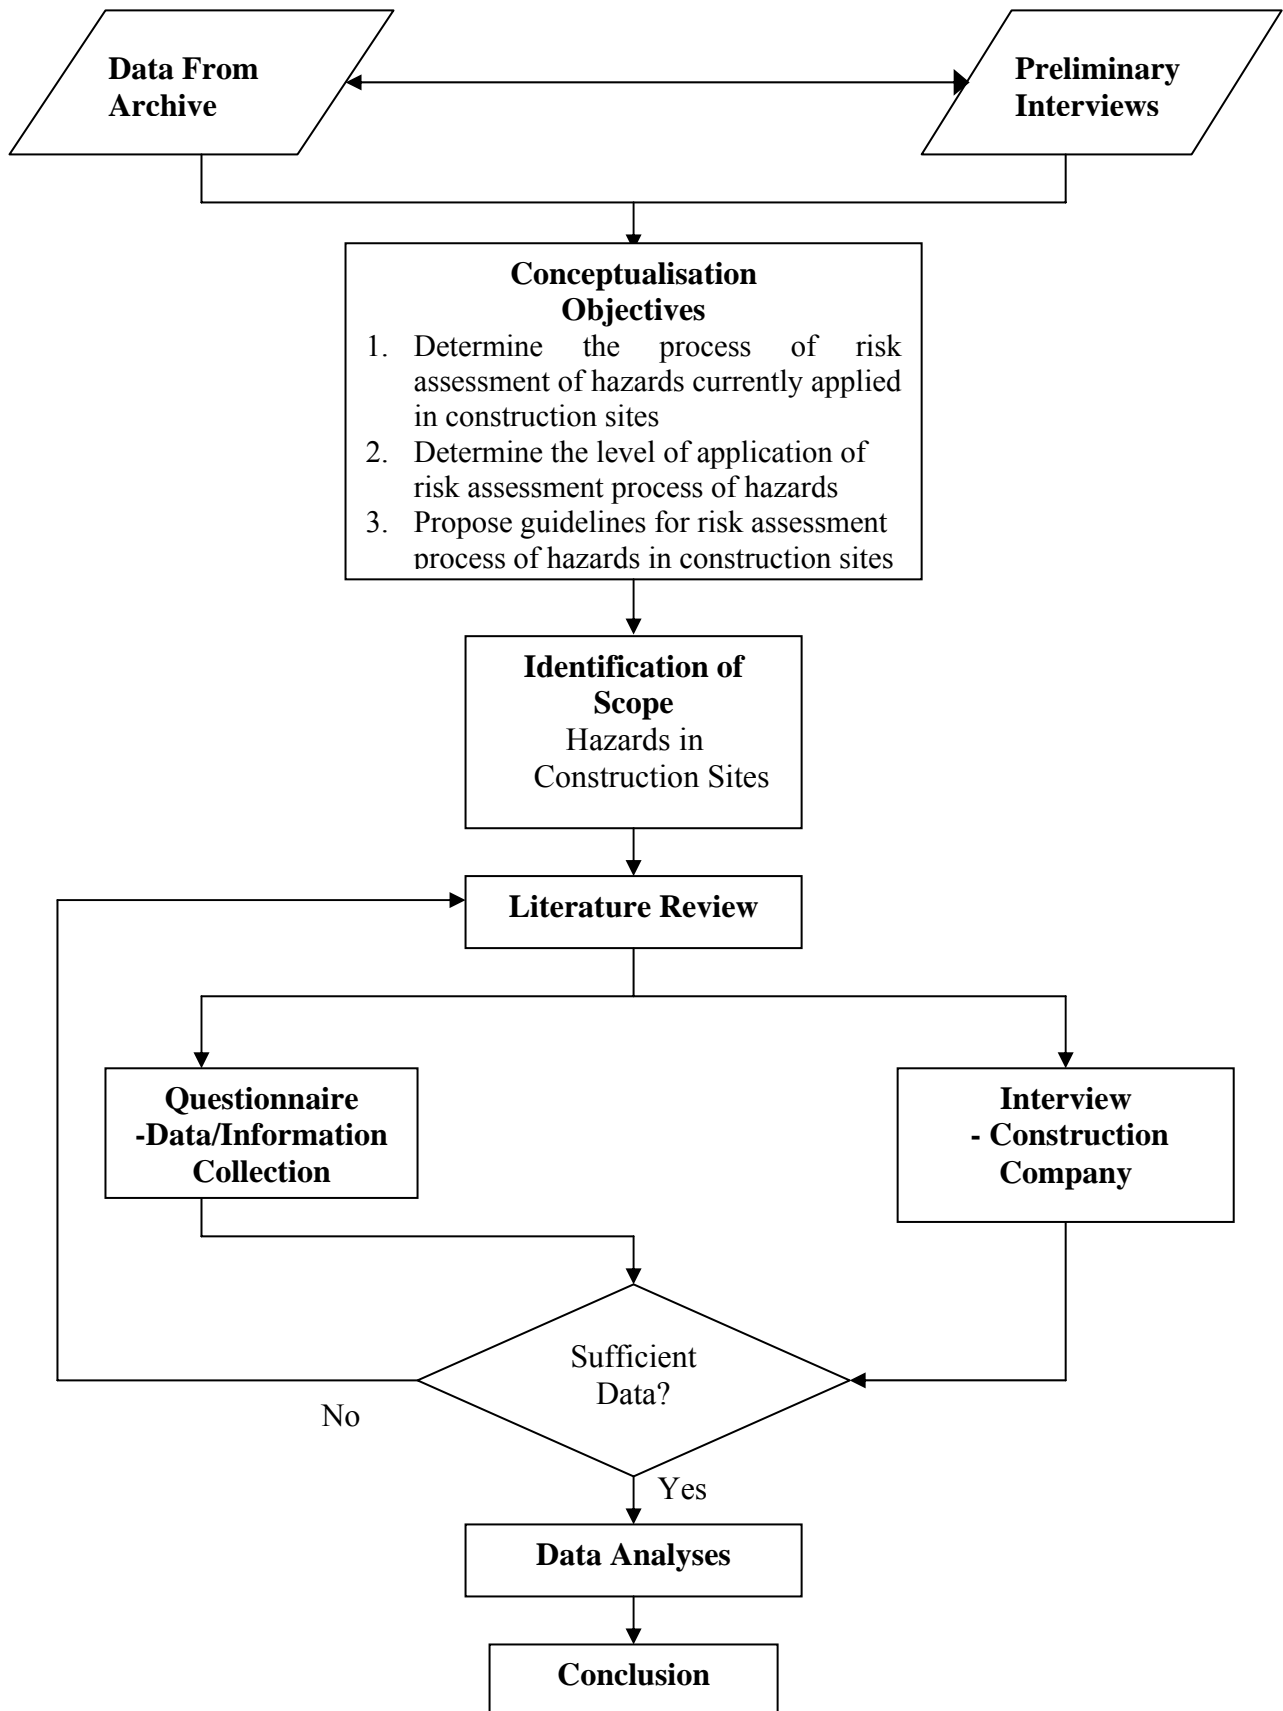 Data From
Archive
Preliminary
Interviews
Conceptualisation
Objectives
1. Determine the process of risk
assessment of hazards currently applied
in construction sites
2. Determine the level of application of
risk assessment process of hazards
3. Propose guidelines for risk assessment
process of hazards in construction sites
Identification of
Scope
Hazards in
Construction Sites
Literature Review
Questionnaire
-Data/Information
Collection
Interview
- Construction
Company
Sufficient
Data?
No
Yes
Data Analyses
Conclusion